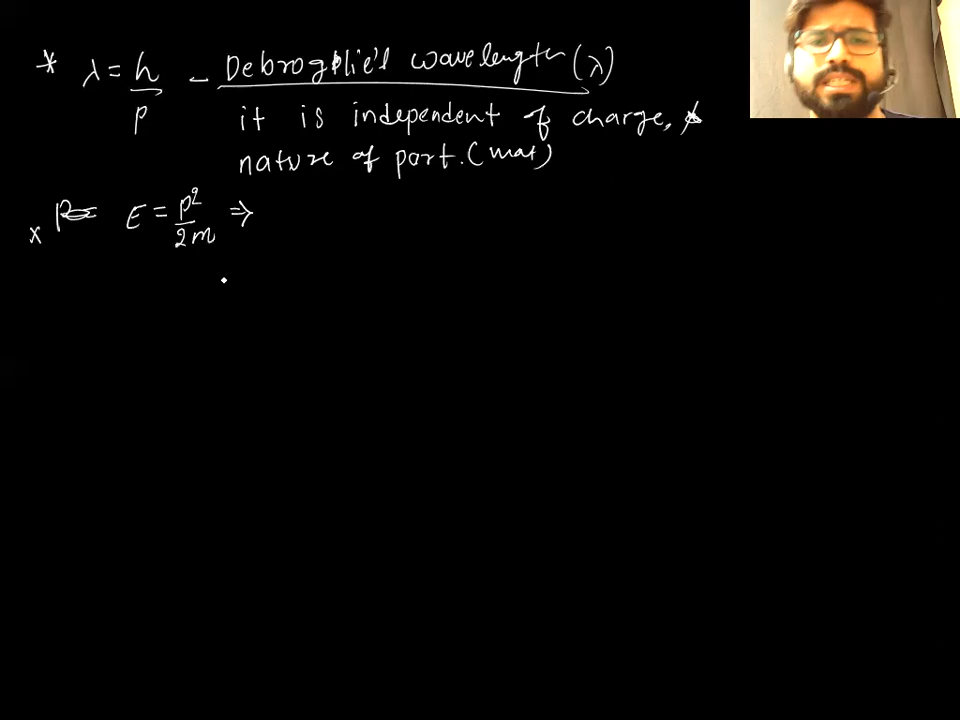 * λ = h/p – Debroglie's wavelength (λ)
it is independent of charge,
nature of part. (mat)
x E = p²/2m ⇒